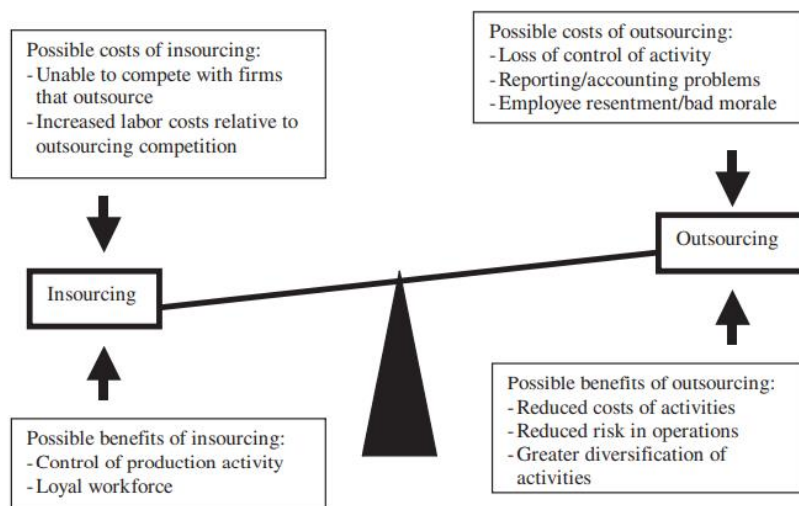 Possible costs of insourcing:
- Unable to compete with firms
that outsource
- Increased labor costs relative to
outsourcing competition
Possible costs of outsourcing:
- Loss of control of activity
- Reporting/accounting problems
- Employee resentment/bad morale
Insourcing
Outsourcing
Possible benefits of insourcing:
- Control of production activity
- Loyal workforce
Possible benefits of outsourcing:
- Reduced costs of activities
- Reduced risk in operations
- Greater diversification of
activities